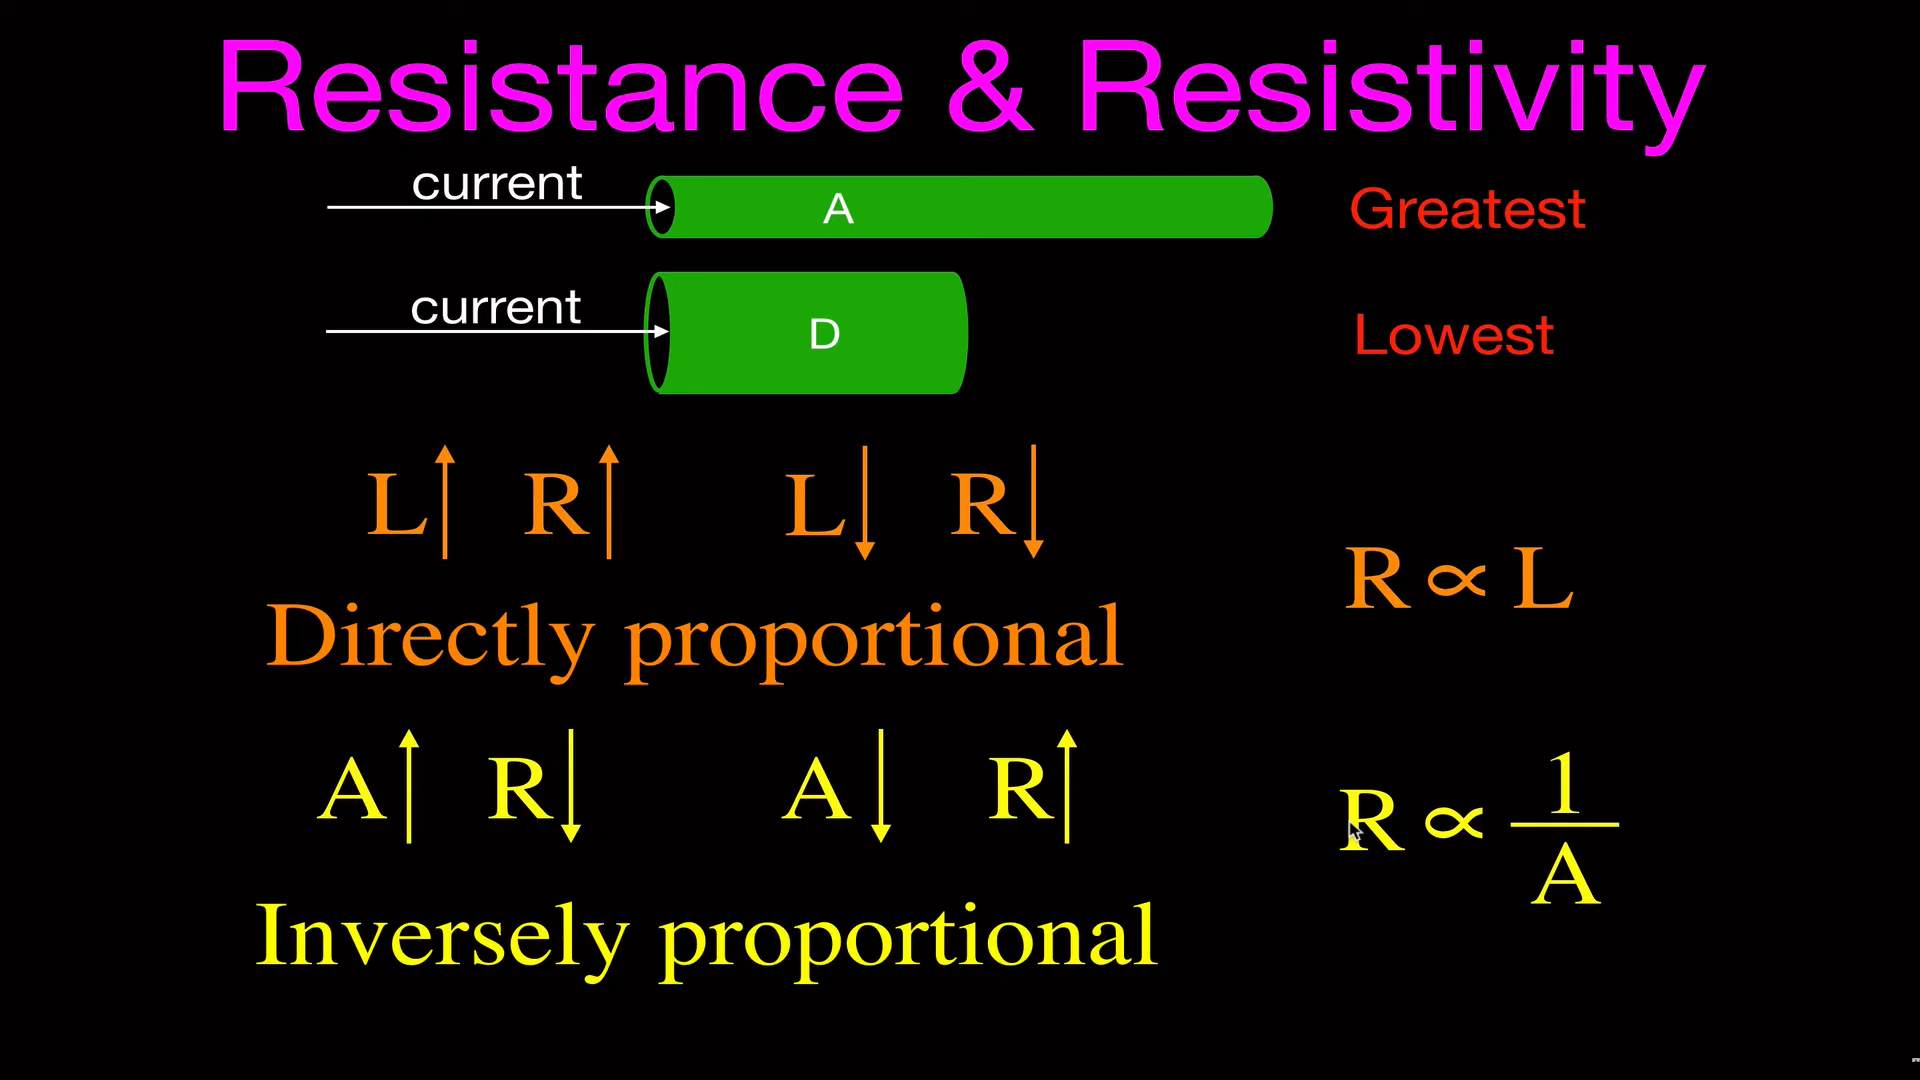 Resistance & Resistivity
current A Greatest
current D Lowest
L↑ R↑ L↓ R↓
R ∝ L
Directly proportional
A↑ R↓ A↓ R↑
R ∝ 1/A
Inversely proportional